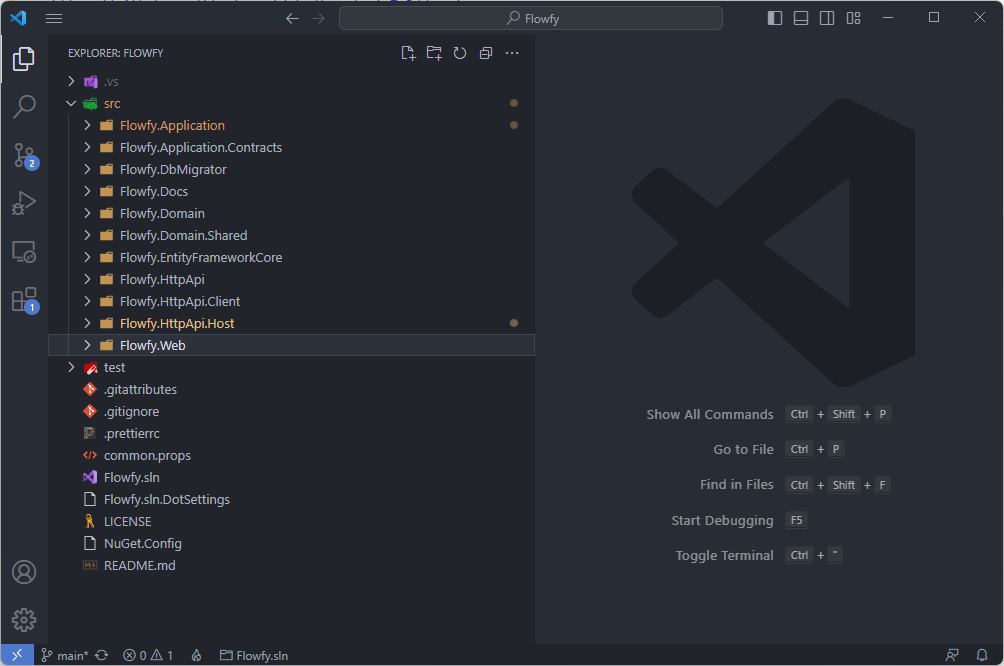 Flowfy
EXPLORER: FLOWFY
.vs
src
Flowfy.Application
Flowfy.Application.Contracts
Flowfy.DbMigrator
Flowfy.Docs
Flowfy.Domain
Flowfy.Domain.Shared
Flowfy.EntityFrameworkCore
Flowfy.HttpApi
Flowfy.HttpApi.Client
Flowfy.HttpApi.Host
Flowfy.Web
test
.gitattributes
.gitignore
.prettierrc
common.props
Flowfy.sln
Flowfy.sln.DotSettings
LICENSE
NuGet.Config
README.md
2
1
Show All Commands Ctrl + Shift + P
Go to File Ctrl + P
Find in Files Ctrl + Shift + F
Start Debugging F5
Toggle Terminal Ctrl + "
main* 0 1 Flowfy.sln